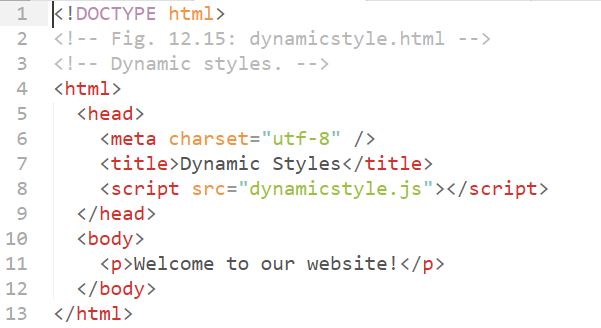 1 <!DOCTYPE html>
2 <!-- Fig. 12.15: dynamicstyle.html -->
3 <!-- Dynamic styles. -->
4 <html>
5 <head>
6 <meta charset="utf-8" />
7 <title>Dynamic Styles</title>
8 <script src="dynamicstyle.js"></script>
9 </head>
10 <body>
11 <p>Welcome to our website!</p>
12 </body>
13 </html>